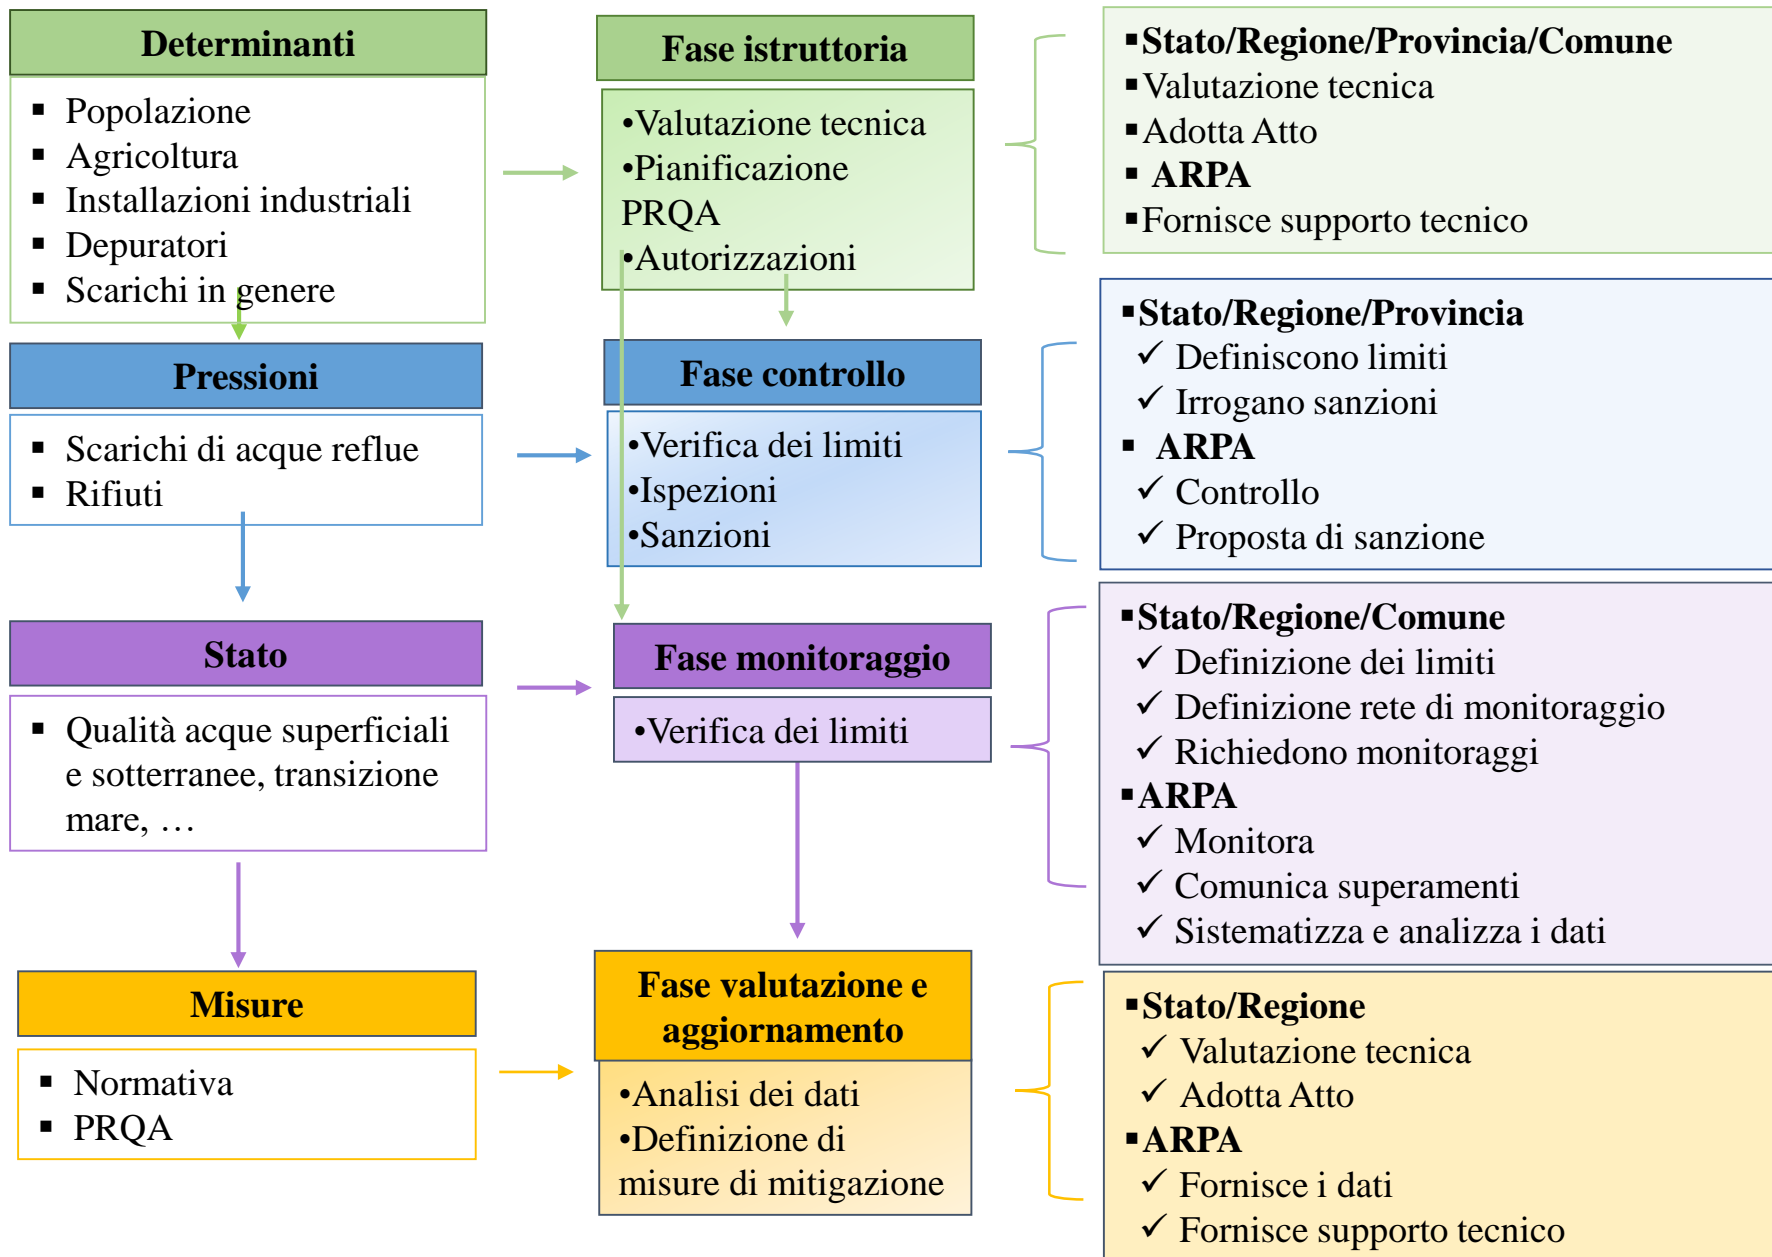 Determinanti
▪ Popolazione
▪ Agricoltura
▪ Installazioni industriali
▪ Depuratori
▪ Scarichi in genere
Fase istruttoria
•Valutazione tecnica
•Pianificazione
PRQA
•Autorizzazioni
▪Stato/Regione/Provincia/Comune
▪Valutazione tecnica
▪Adotta Atto
▪ ARPA
▪Fornisce supporto tecnico
Pressioni
▪ Scarichi di acque reflue
▪ Rifiuti
Fase controllo
•Verifica dei limiti
•Ispezioni
•Sanzioni
▪Stato/Regione/Provincia
✓ Definiscono limiti
✓ Irrogano sanzioni
▪ ARPA
✓ Controllo
✓ Proposta di sanzione
Stato
▪ Qualità acque superficiali
e sotterranee, transizione
mare, …
Fase monitoraggio
•Verifica dei limiti
▪Stato/Regione/Comune
✓ Definizione dei limiti
✓ Definizione rete di monitoraggio
✓ Richiedono monitoraggi
▪ARPA
✓ Monitora
✓ Comunica superamenti
✓ Sistematizza e analizza i dati
Misure
▪ Normativa
▪ PRQA
Fase valutazione e
aggiornamento
•Analisi dei dati
•Definizione di
misure di mitigazione
▪Stato/Regione
✓ Valutazione tecnica
✓ Adotta Atto
▪ARPA
✓ Fornisce i dati
✓ Fornisce supporto tecnico